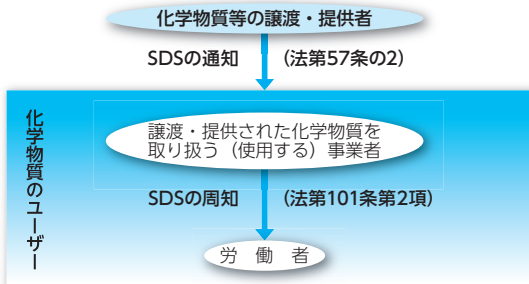 化学物質等の譲渡・提供者
SDSの通知 (法第57条の2)
化学物質のユーザー
譲渡・提供された化学物質を
取り扱う(使用する)事業者
SDSの周知 (法第101条第2項)
労働者